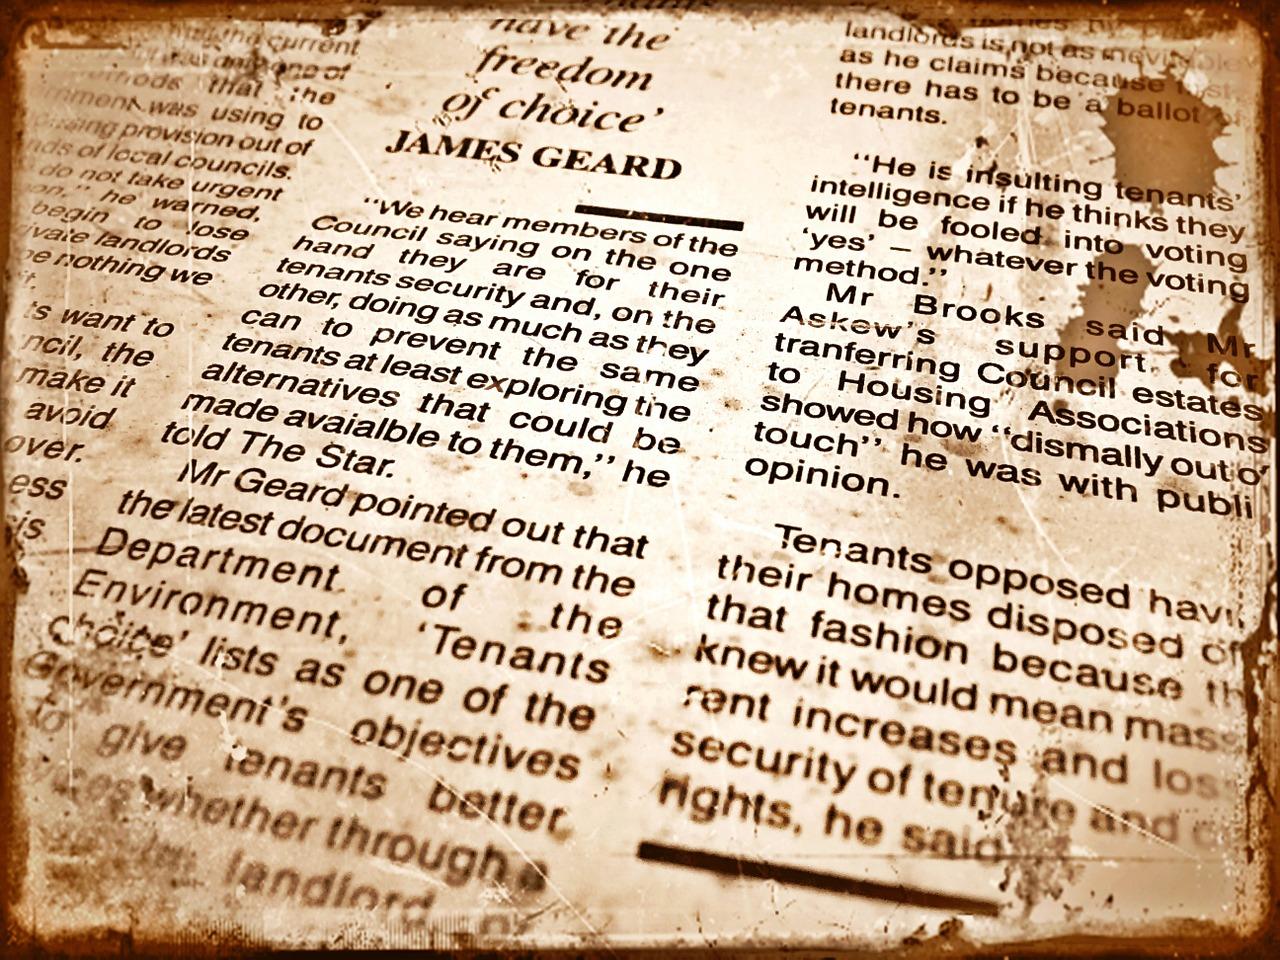 the current
one of
that the
was using to
provision out of
of local councils.
do not take urgent
he warned,
begin to lose
landlords
nothing we
want to
the
make it
avoid
over.
have the
freedom
of choice'
JAMES GEARD
"We hear members of the
Council saying on the one
hand they are for their
tenants security and, on the
other, doing as much as they
can to prevent the same
tenants at least exploring the
alternatives that could be
made avaialble to them," he
told The Star.
Mr Geard pointed out that
the latest document from the
Department of the
Environment, 'Tenants
choice' lists as one of the
Government's objectives
to give tenants better
whether through a
landlord or
landlords is not as
as he claims because
there has to be a ballot
tenants.
"He is insulting tenants'
intelligence if he thinks they
will be fooled into voting
'yes' — whatever the voting
method."
Mr Brooks said Mr
Askew's support for
tranferring Council estates
to Housing Associations
showed how "dismally out o
touch" he was with publi
opinion.
Tenants opposed
their homes disposed
that fashion because
knew it would mean
rent increases and
security of tenure and
rights, he said